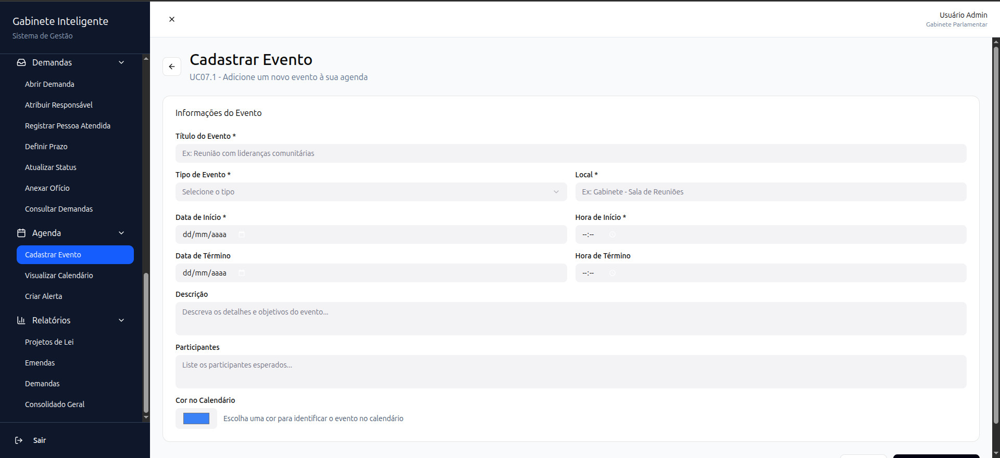 Gabinete Inteligente
Sistema de Gestão
Demandas
Abrir Demanda
Atribuir Responsável
Registrar Pessoa Atendida
Definir Prazo
Atualizar Status
Anexar Ofício
Consultar Demandas
Agenda
Cadastrar Evento
Visualizar Calendário
Criar Alerta
Relatórios
Projetos de Lei
Emendas
Demandas
Consolidado Geral
Sair
Usuário Admin
Gabinete Parlamentar
Cadastrar Evento
UC07.1 - Adicione um novo evento à sua agenda
Informações do Evento
Título do Evento *
Ex: Reunião com lideranças comunitárias
Tipo de Evento *
Selecione o tipo
Local *
Ex: Gabinete - Sala de Reuniões
Data de Início *
dd/mm/aaaa
Hora de Início *
--:--
Data de Término
dd/mm/aaaa
Hora de Término
--:--
Descrição
Descreva os detalhes e objetivos do evento...
Participantes
Liste os participantes esperados...
Cor no Calendário
Escolha uma cor para identificar o evento no calendário